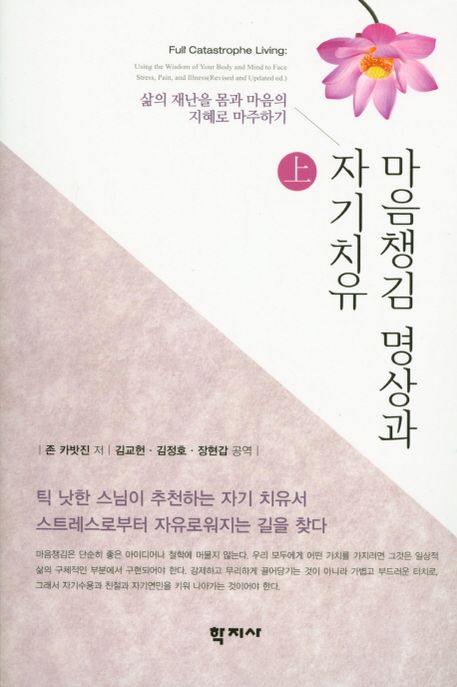 Full Catastrophe Living:
Using the Wisdom of Your Body and Mind to Face
Stress, Pain, and Illness(Revised and Updated ed.)
삶의 재난을 몸과 마음의
지혜로 마주하기
마음챙김 명상과
자기치유
上
| 존 카밧진 저 | 김교헌 · 김정호 · 장현갑 공역 |
틱 낫한 스님이 추천하는 자기 치유서
스트레스로부터 자유로워지는 길을 찾다
마음챙김은 단순히 좋은 아이디어나 철학에 머물지 않는다. 우리 모두에게 어떤 가치를 가지려면 그것은 일상적
삶의 구체적인 부분에서 구현되어야 한다. 강제하고 무리하게 끌어당기는 것이 아니라 가볍고 부드러운 터치로,
그래서 자기수용과 친절과 자기연민을 키워 나아가는 것이어야 한다.
학지사